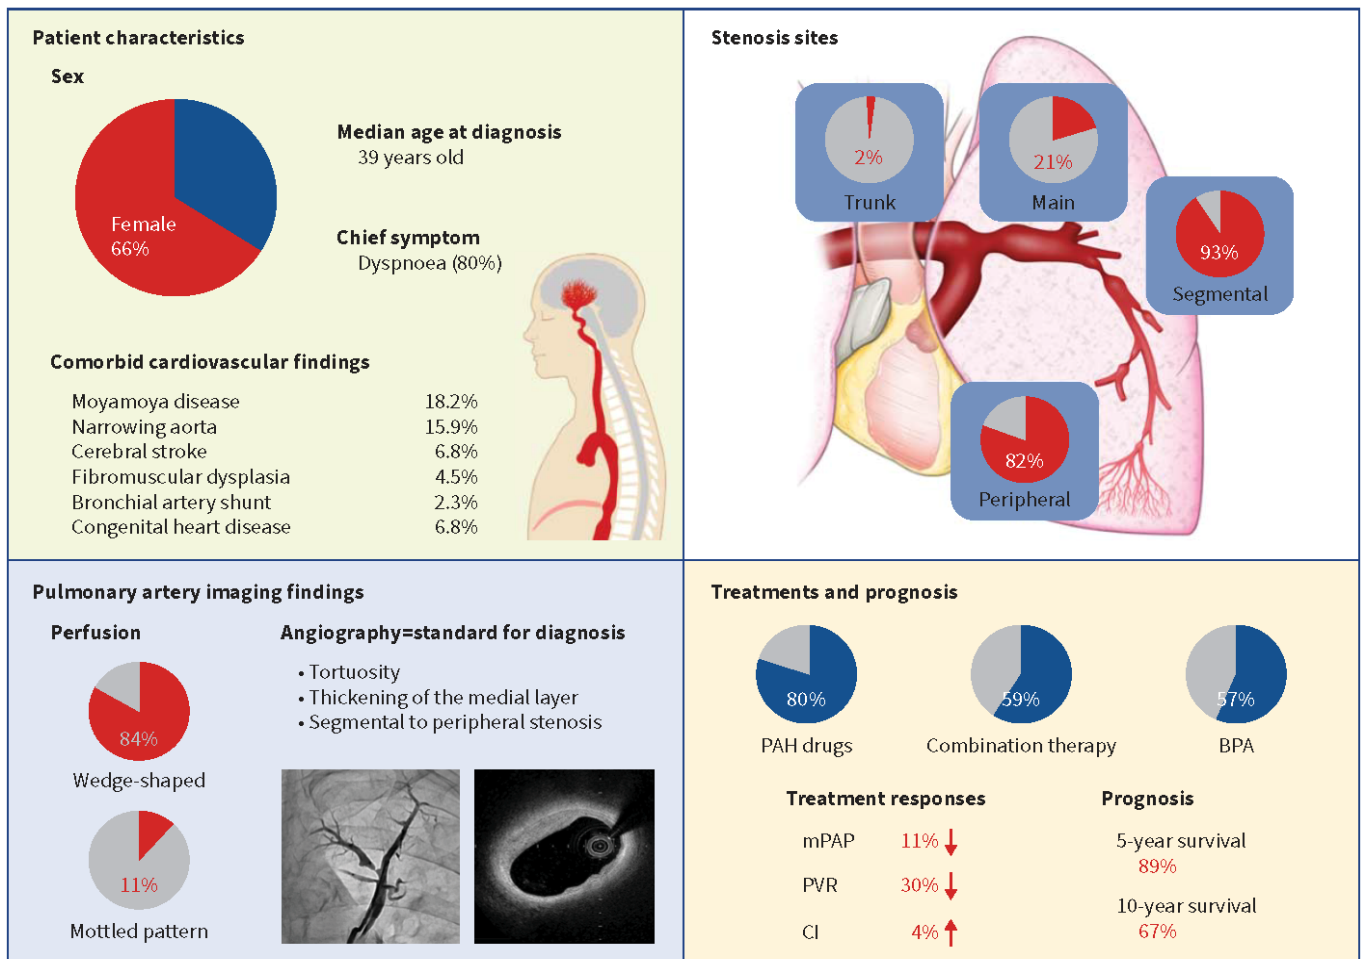 Patient characteristics
Sex
Female
66%
Median age at diagnosis
39 years old
Chief symptom
Dyspnoea (80%)
Comorbid cardiovascular findings
Moyamoya disease 18.2%
Narrowing aorta 15.9%
Cerebral stroke 6.8%
Fibromuscular dysplasia 4.5%
Bronchial artery shunt 2.3%
Congenital heart disease 6.8%
Stenosis sites
2%
Trunk
21%
Main
93%
Segmental
82%
Peripheral
Pulmonary artery imaging findings
Perfusion
84%
Wedge-shaped
11%
Mottled pattern
Angiography=standard for diagnosis
• Tortuosity
• Thickening of the medial layer
• Segmental to peripheral stenosis
Treatments and prognosis
80%
PAH drugs
59%
Combination therapy
57%
BPA
Treatment responses
mPAP 11% ↓
PVR 30% ↓
CI 4% ↑
Prognosis
5-year survival
89%
10-year survival
67%